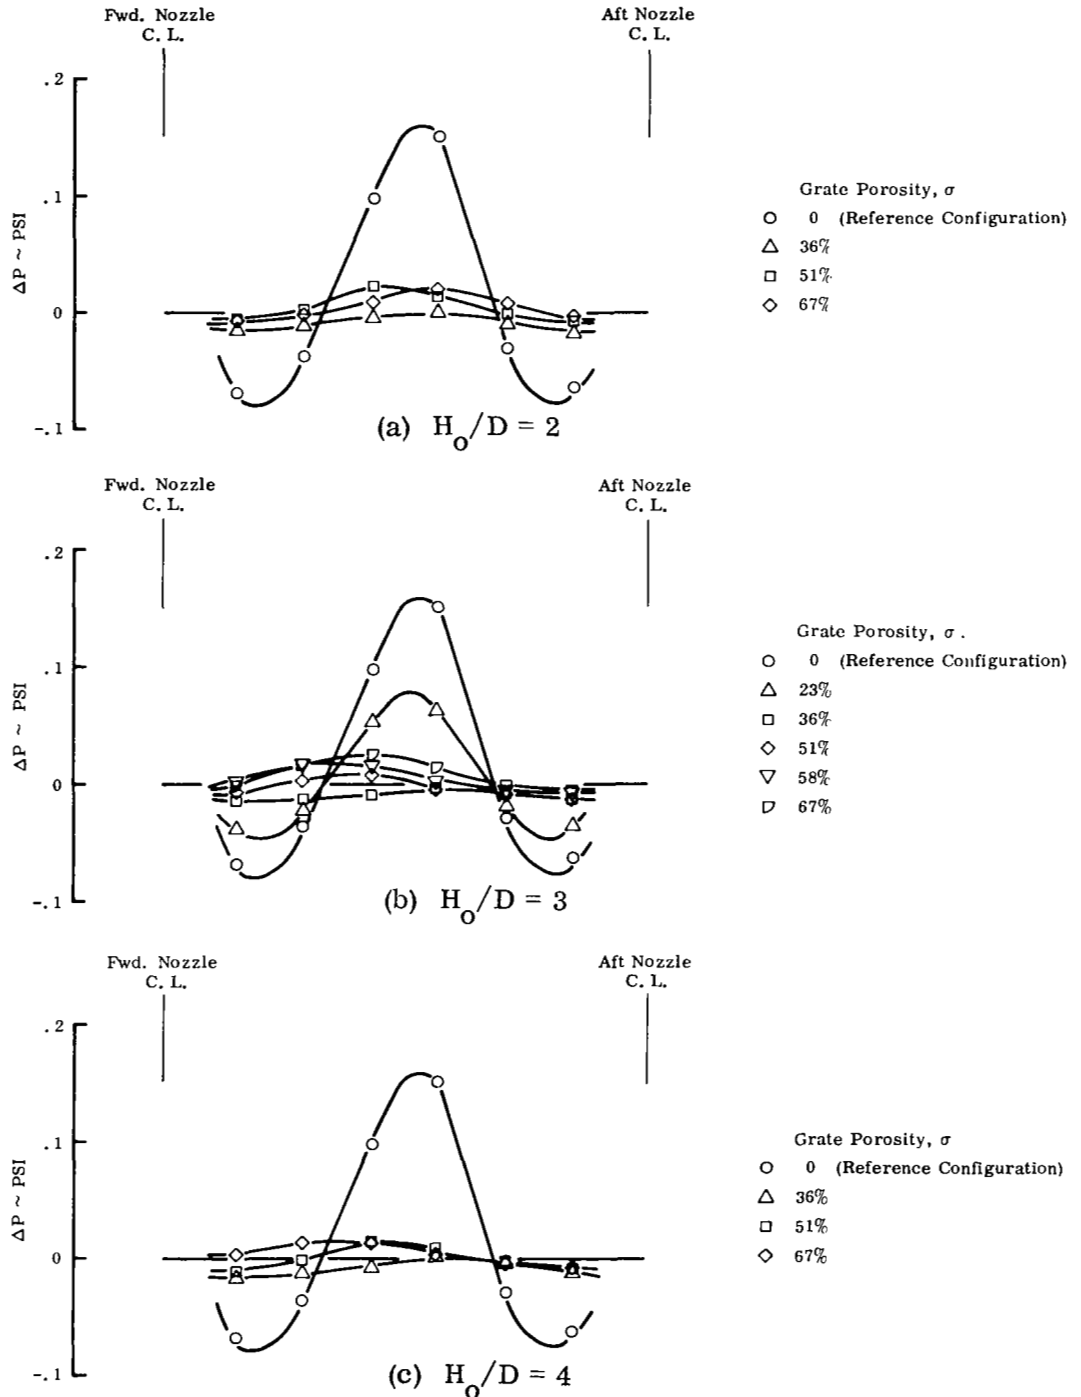 Fwd. Nozzle
C. L.
Aft Nozzle
C. L.
.2
.1
0
-.1
ΔP ~ PSI
Grate Porosity, σ
0 (Reference Configuration)
36%
51%
67%
(a) Ho/D = 2
Fwd. Nozzle
C. L.
Aft Nozzle
C. L.
.2
.1
0
-.1
ΔP ~ PSI
Grate Porosity, σ .
0 (Reference Configuration)
23%
36%
51%
58%
67%
(b) Ho/D = 3
Fwd. Nozzle
C. L.
Aft Nozzle
C. L.
.2
.1
0
-.1
ΔP ~ PSI
Grate Porosity, σ
0 (Reference Configuration)
36%
51%
67%
(c) Ho/D = 4